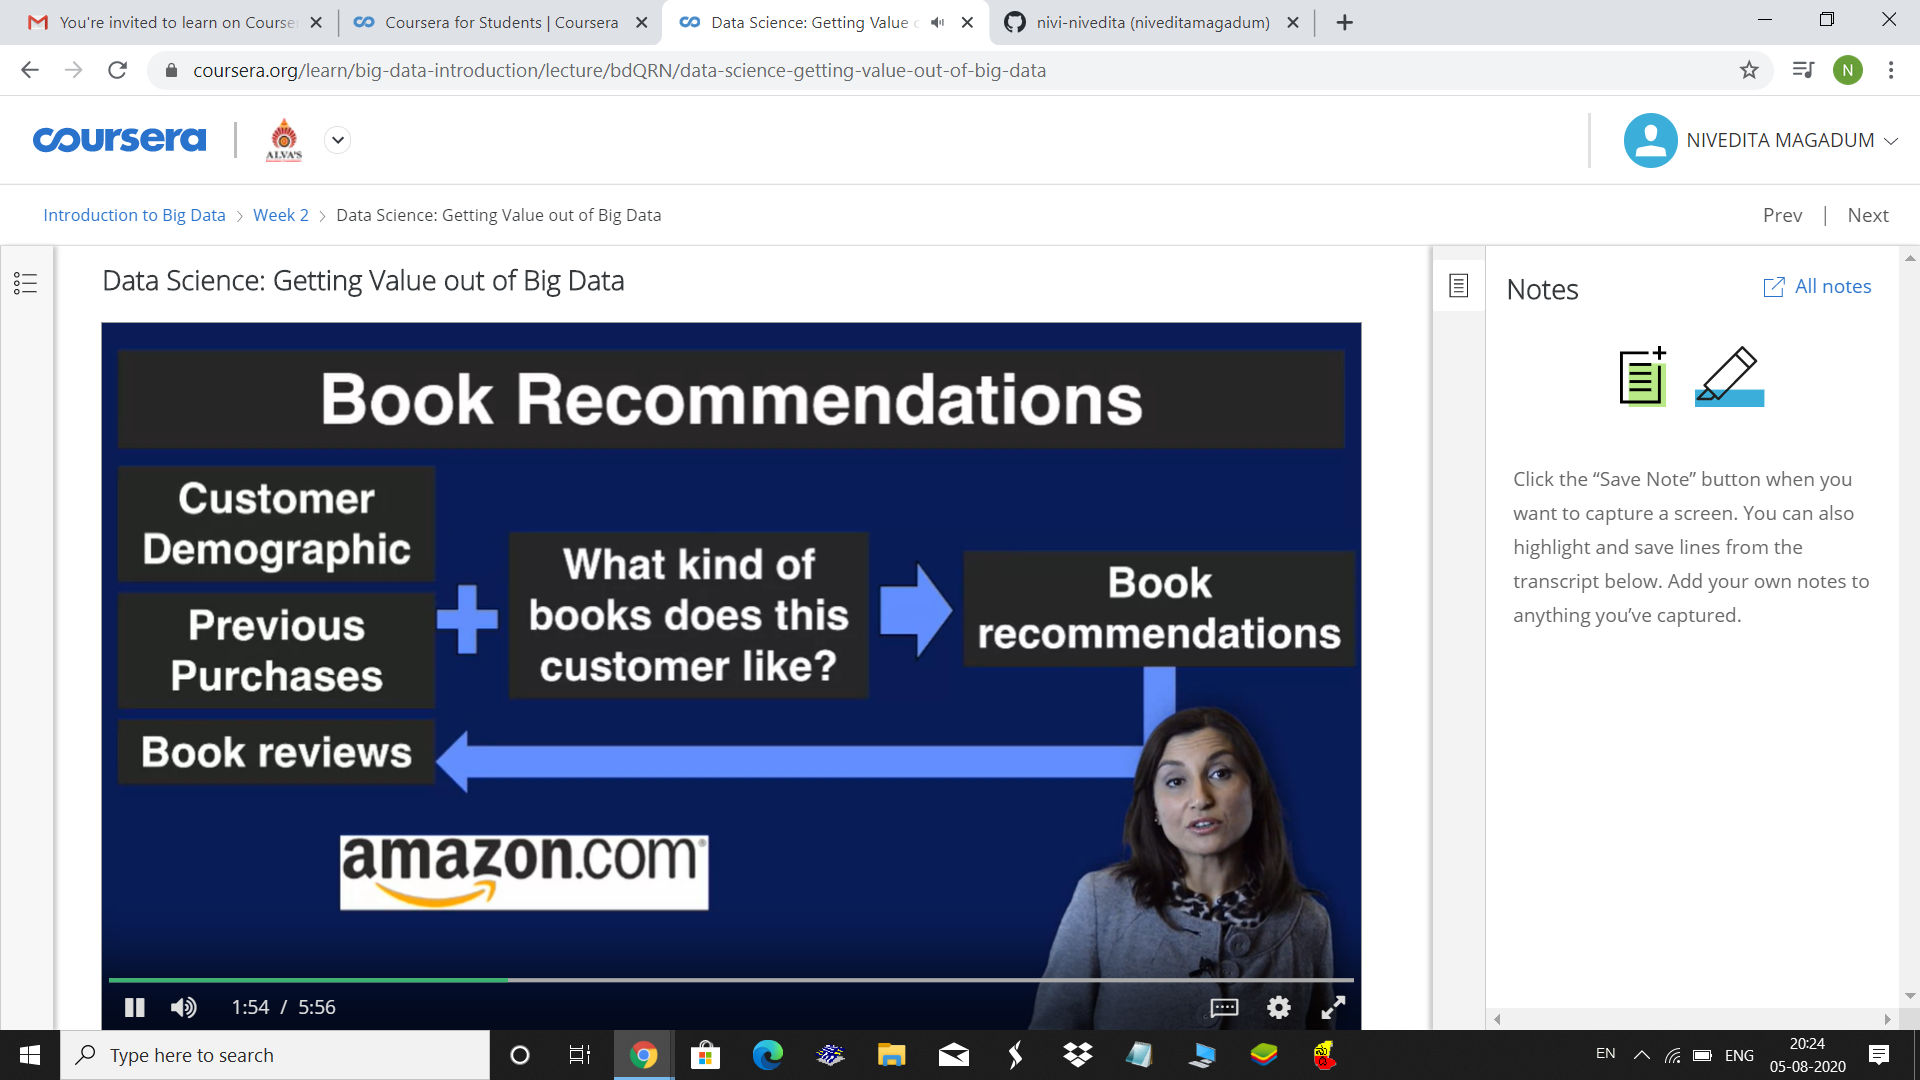 You're invited to learn on Course
Coursera for Students | Coursera
Data Science: Getting Value
nivi-nivedita (niveditamagadum)
coursera.org/learn/big-data-introduction/lecture/bdQRN/data-science-getting-value-out-of-big-data
N
coursera
ALVA'S
NIVEDITA MAGADUM
Introduction to Big Data > Week 2 > Data Science: Getting Value out of Big Data
Prev | Next
Data Science: Getting Value out of Big Data
Book Recommendations
Customer
Demographic
Previous
Purchases
Book reviews
What kind of
books does this
customer like?
Book
recommendations
amazon.com
1:54 / 5:56
Notes
All notes
Click the “Save Note” button when you
want to capture a screen. You can also
highlight and save lines from the
transcript below. Add your own notes to
anything you’ve captured.
Type here to search
EN
ENG
20:24
05-08-2020